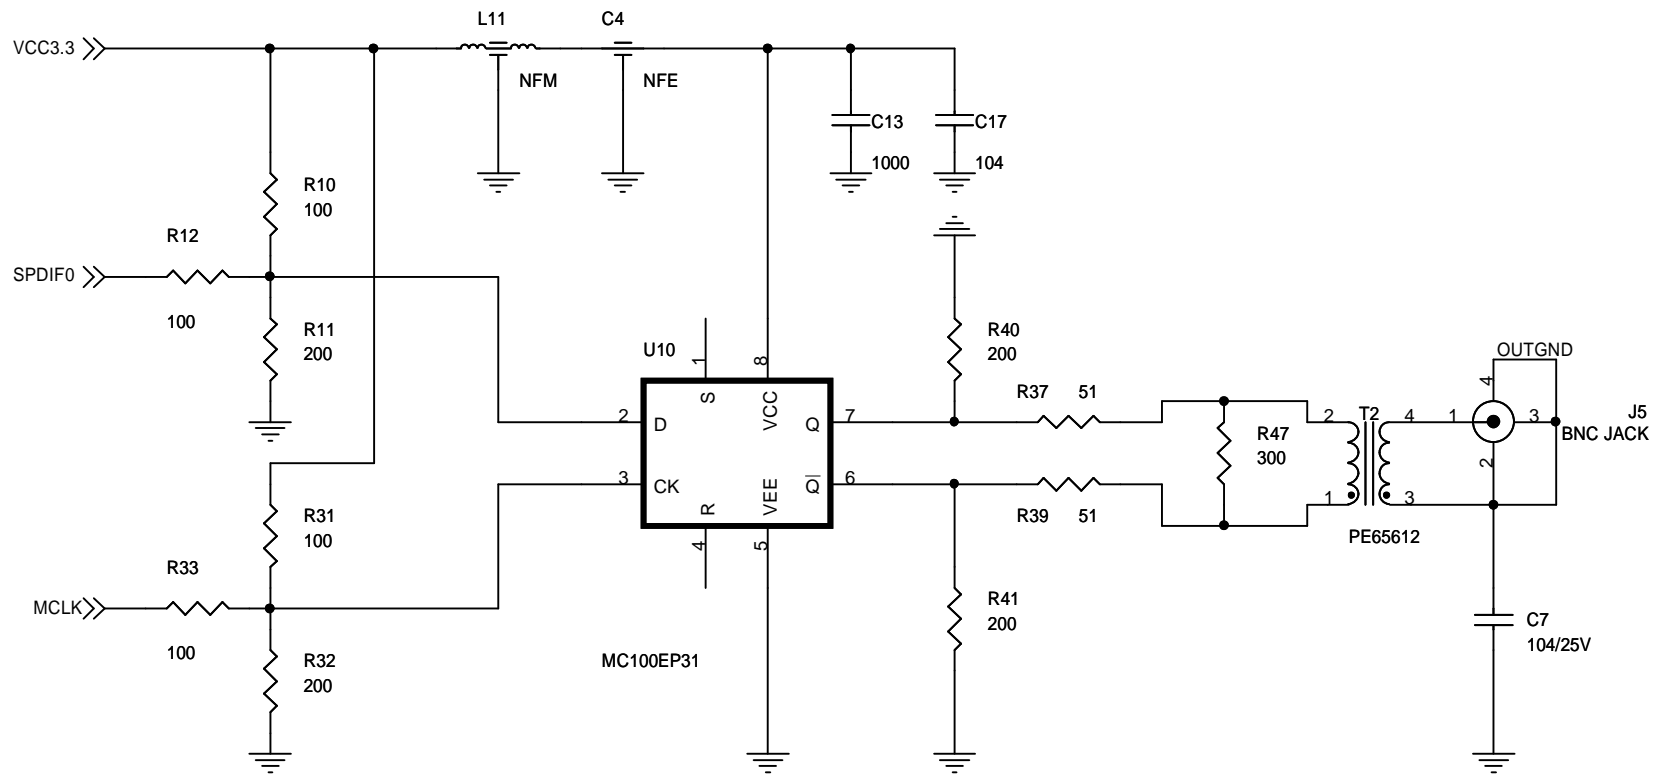 L11
C4
VCC3.3
NFM
NFE
C13
1000
C17
104
R10
100
R12
SPDIF0
100
R11
200
R40
200
U10
1
8
S
VCC
2
D
Q
7
3
CK
Q̅
6
R
VEE
4
5
R37
51
R39
51
R47
300
T2
2
4
1
3
PE65612
OUTGND
4
1
3
2
J5
BNC JACK
R31
100
R33
MCLK
100
R32
200
MC100EP31
R41
200
C7
104/25V